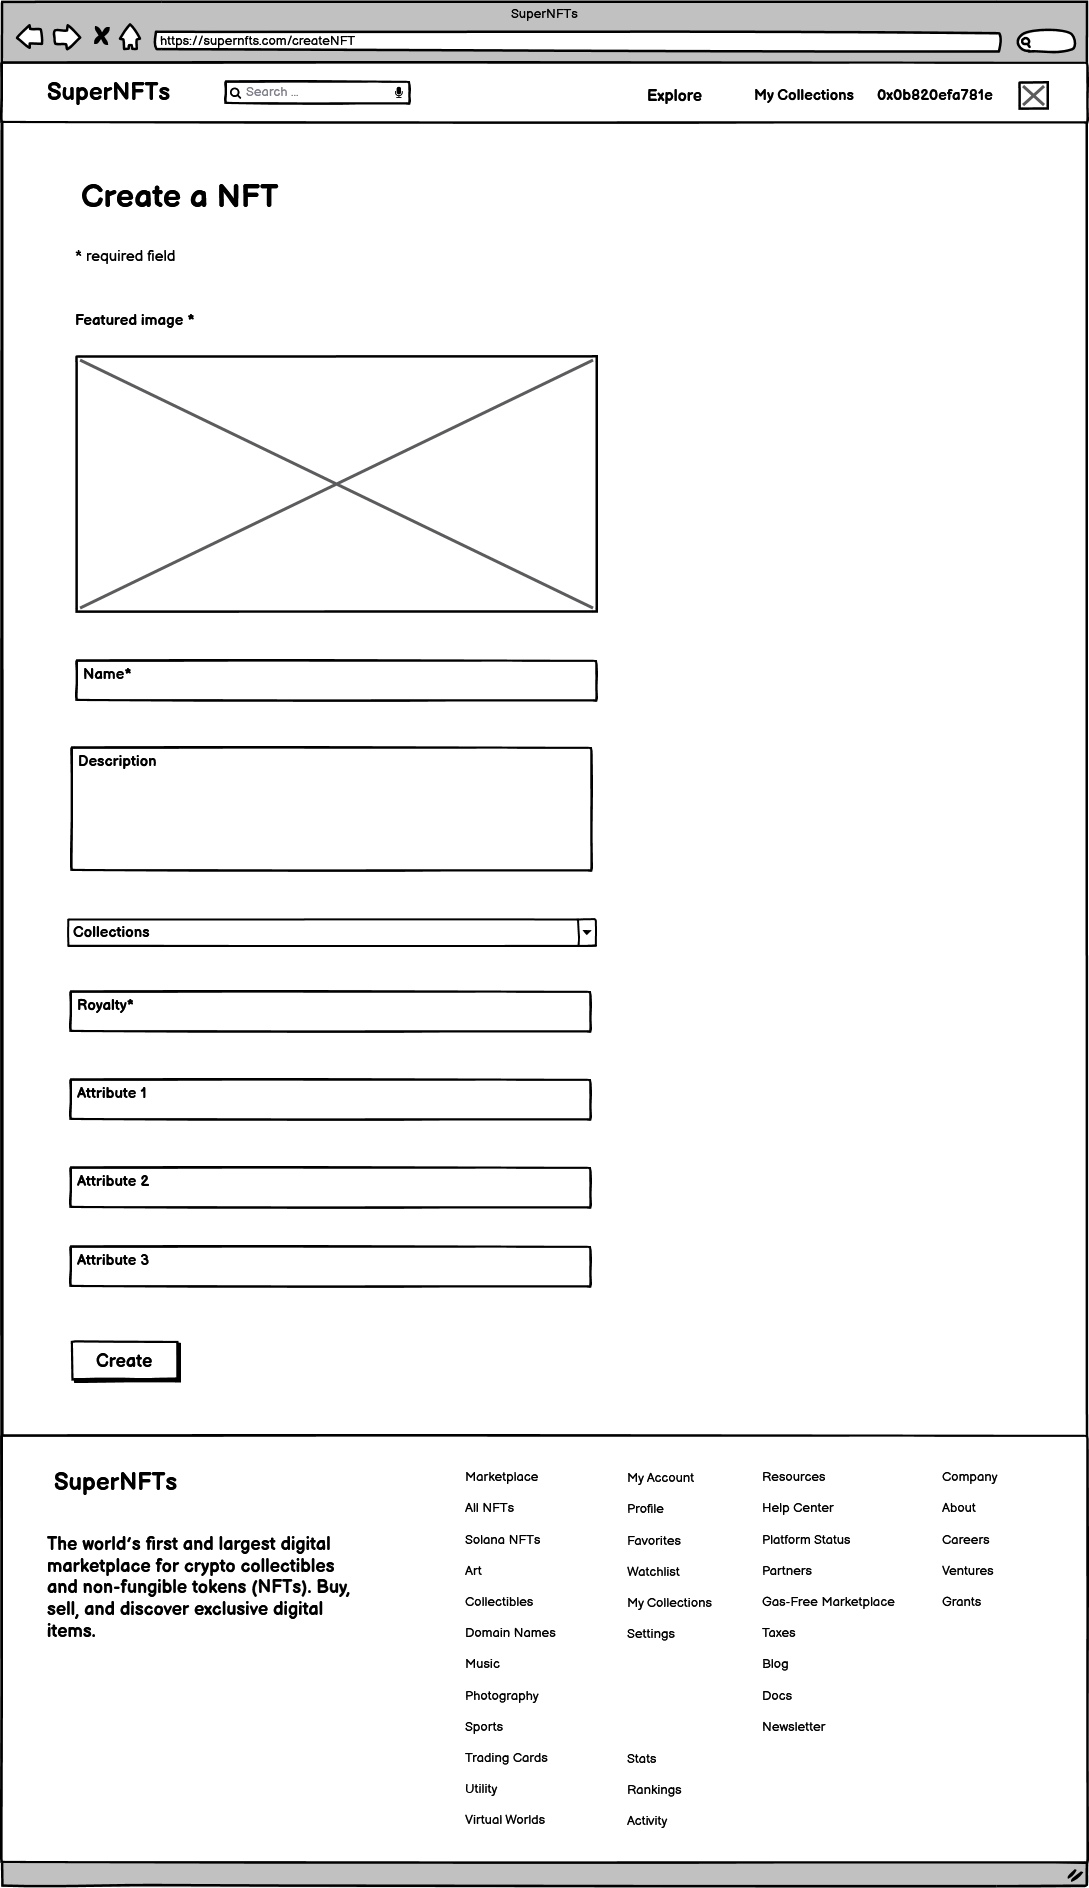 SuperNFTs
https://supernfts.com/createNFT
SuperNFTs
Search ...
Explore
My Collections
0x0b820efa781e
Create a NFT
* required field
Featured image *
Name*
Description
Collections
Royalty*
Attribute 1
Attribute 2
Attribute 3
Create
SuperNFTs
The world's first and largest digital
marketplace for crypto collectibles
and non-fungible tokens (NFTs). Buy,
sell, and discover exclusive digital
items.
Marketplace
All NFTs
Solana NFTs
Art
Collectibles
Domain Names
Music
Photography
Sports
Trading Cards
Utility
Virtual Worlds
My Account
Profile
Favorites
Watchlist
My Collections
Settings
Stats
Rankings
Activity
Resources
Help Center
Platform Status
Partners
Gas-Free Marketplace
Taxes
Blog
Docs
Newsletter
Company
About
Careers
Ventures
Grants